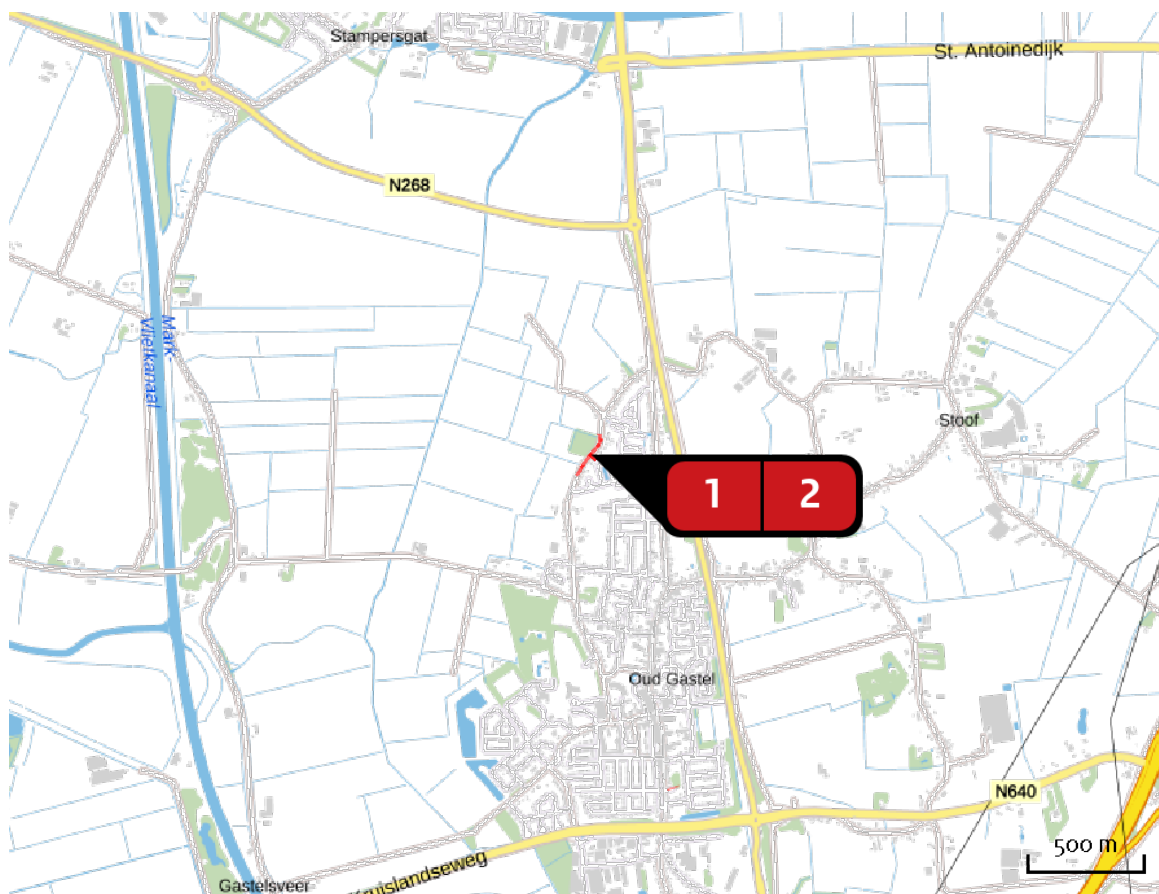 Stampersgat
St. Antoinedijk
N268
Mark-
Vlietkanaal
Stoof
1 2
Oud Gastel
N640
500 m
Gastelsveer